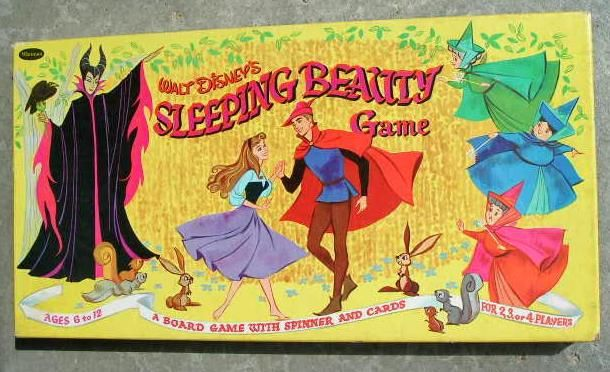 Whitman
WALT DISNEY'S
SLEEPING BEAUTY
Game
AGES 6 to 12
A BOARD GAME WITH SPINNER AND CARDS
FOR 2, 3, or 4 PLAYERS